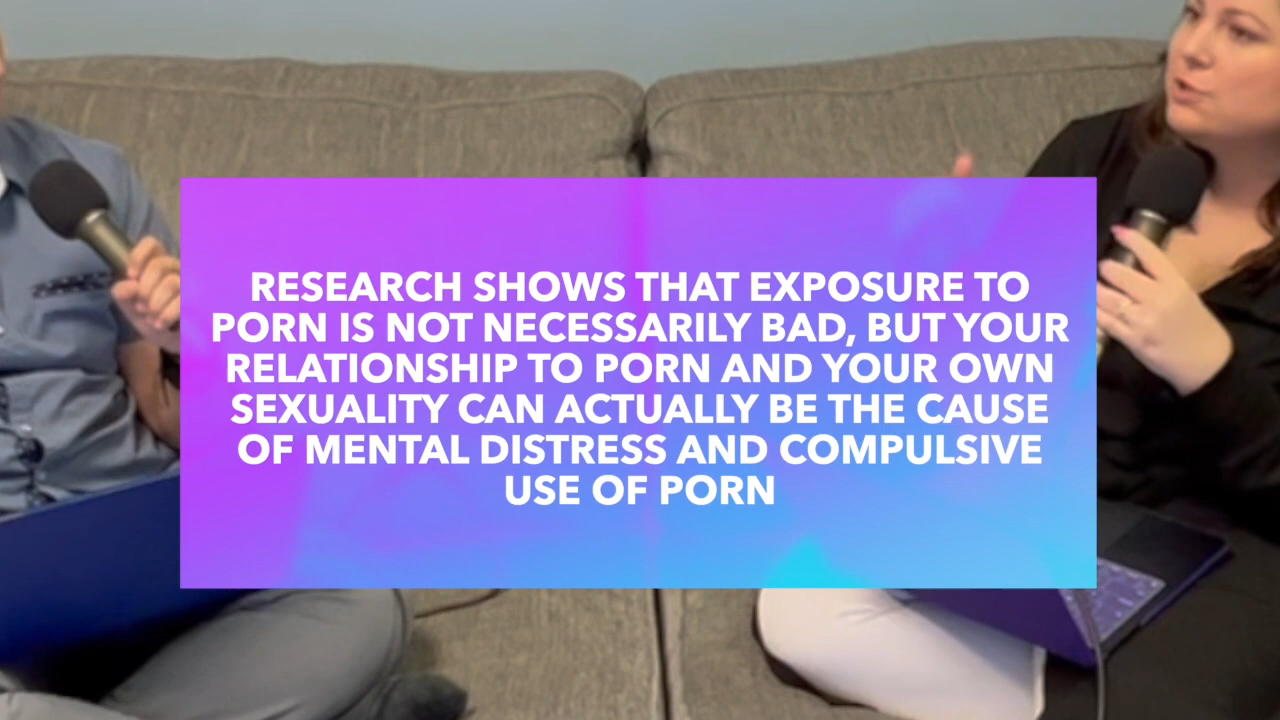 RESEARCH SHOWS THAT EXPOSURE TO
PORN IS NOT NECESSARILY BAD, BUT YOUR
RELATIONSHIP TO PORN AND YOUR OWN
SEXUALITY CAN ACTUALLY BE THE CAUSE
OF MENTAL DISTRESS AND COMPULSIVE
USE OF PORN